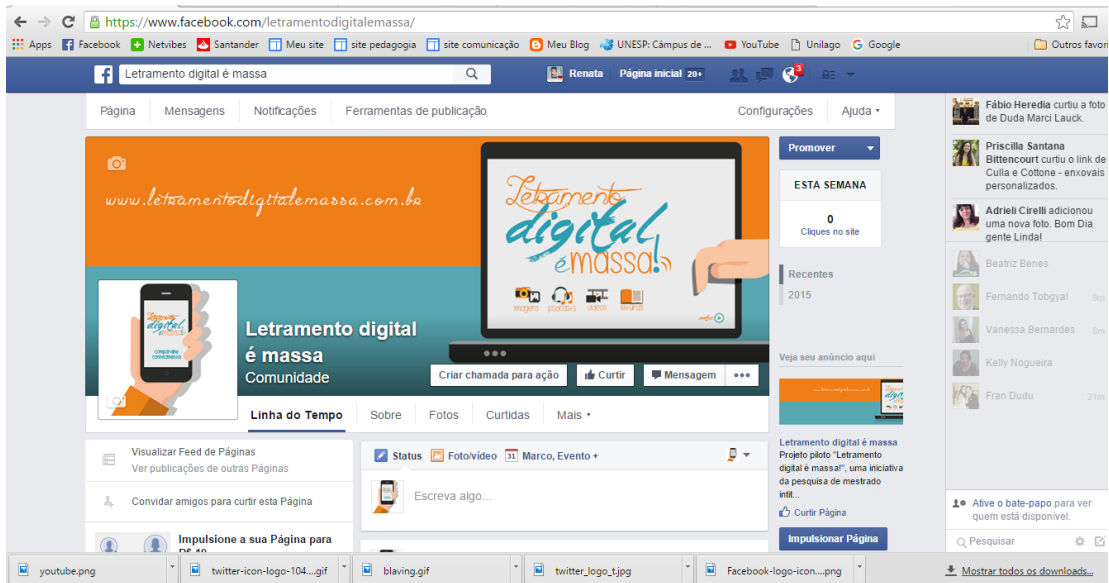 https://www.facebook.com/letramentodigitalemassa/
Apps Facebook Netvibes Santander Meu site site pedagogia site comunicação Meu Blog UNESP: Câmpus de ... YouTube Unilago Google Outros favori
Letramento digital é massa Renata Página inicial 20+ 3
Página Mensagens Notificações Ferramentas de publicação Configurações Ajuda
www.letramentodigitalemassa.com.br
Letramento
digital
é massa!
imagens podcasts vídeos leituras
Letramento digital
é massa
Comunidade
Criar chamada para ação Curtir Mensagem
Linha do Tempo Sobre Fotos Curtidas Mais
Visualizar Feed de Páginas
Ver publicações de outras Páginas
Convidar amigos para curtir esta Página
Impulsione a sua Página para
Status Foto/vídeo 31 Marco, Evento +
Escreva algo...
Promover
ESTA SEMANA
0
Cliques no site
Recentes
2015
Veja seu anúncio aqui
Letramento digital é massa
Projeto piloto "Letramento
digital é massa!", uma iniciativa
da pesquisa de mestrado
intit...
Curtir Página
Impulsionar Página
Fábio Heredia curtiu a foto
de Duda Marci Lauck.
Priscilla Santana
Bittencourt curtiu o link de
Culla e Cottone - enxovais
personalizados.
Adrieli Cirelli adicionou
uma nova foto. Bom Dia
gente Linda!
Beatriz Benes
Fernando Tobgyal 9m
Vanessa Bernardes
Kelly Nogueira
Fran Dudu 21m
Ative o bate-papo para ver
quem está disponível.
Pesquisar
youtube.png twitter-icon-logo-104....gif blaving.gif twitter_logo_t.jpg Facebook-logo-icon....png Mostrar todos os downloads...